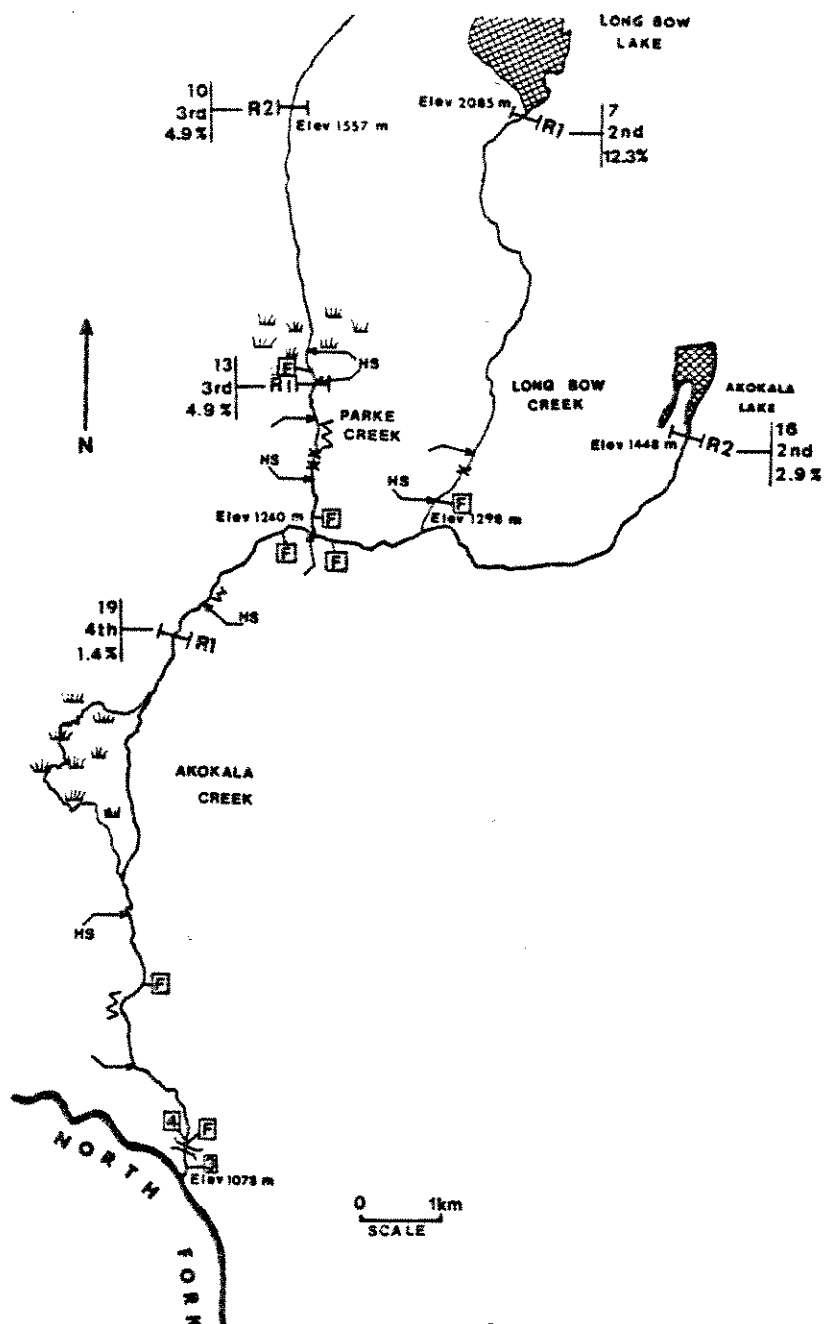 LONG BOW
LAKE
10
3rd
4.9%
R2
Elev 1557 m
Elev 2085 m
R1
7
2nd
12.3%
HS
F
13
3rd
4.9%
R1
PARKE
CREEK
LONG BOW
CREEK
AKOKALA
LAKE
N
Elev 1448 m
R2
16
2nd
2.9%
HS
HS
F
Elev 1240 m
F
Elev 1298 m
F
F
HS
19
4th
1.4%
R1
AKOKALA
CREEK
HS
F
4
F
3
Elev 1073 m
NORTH
FORK
0 1km
SCALE